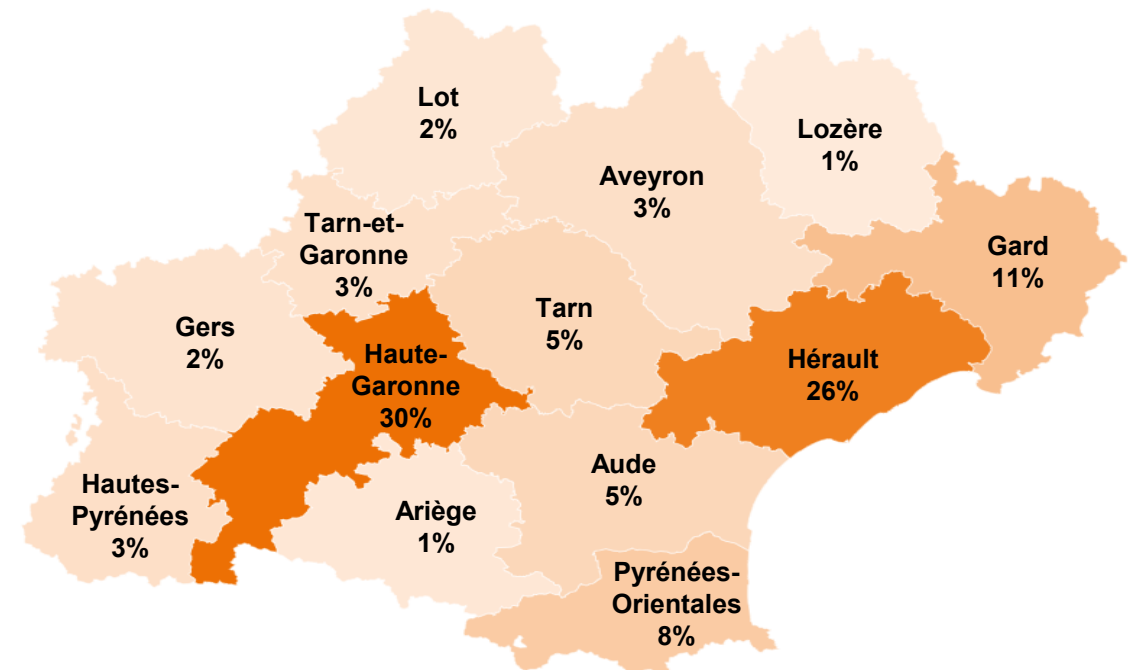 Lot
2%
Lozère
1%
Aveyron
3%
Tarn-et-
Garonne
3%
Gard
11%
Gers
2%
Tarn
5%
Haute-
Garonne
30%
Hérault
26%
Hautes-
Pyrénées
3%
Ariège
1%
Aude
5%
Pyrénées-
Orientales
8%